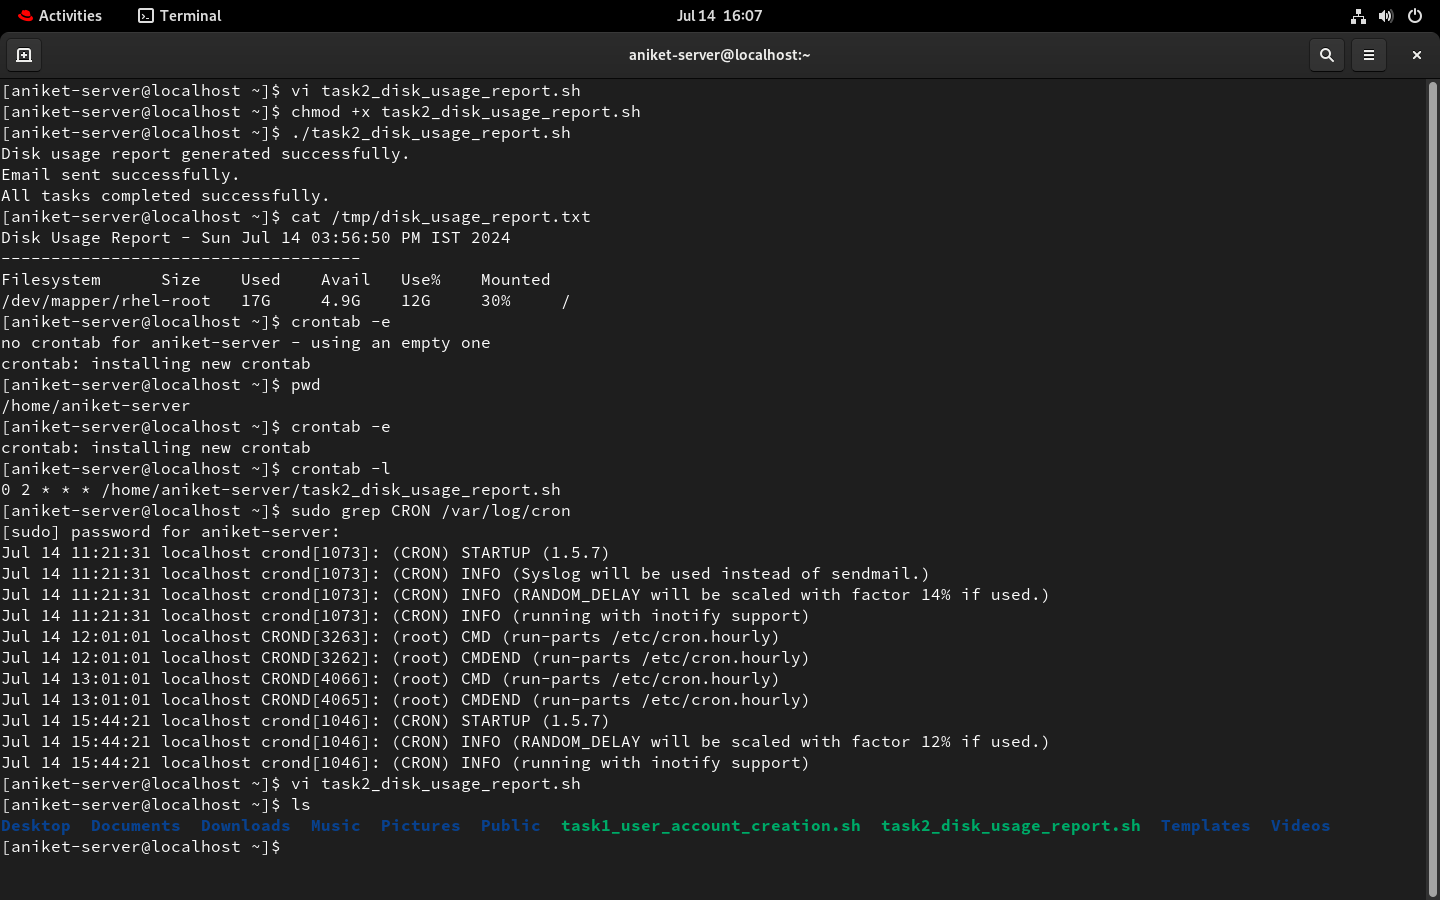 Activities Terminal Jul 14 16:07
aniket-server@localhost:~
[aniket-server@localhost ~]$ vi task2_disk_usage_report.sh
[aniket-server@localhost ~]$ chmod +x task2_disk_usage_report.sh
[aniket-server@localhost ~]$ ./task2_disk_usage_report.sh
Disk usage report generated successfully.
Email sent successfully.
All tasks completed successfully.
[aniket-server@localhost ~]$ cat /tmp/disk_usage_report.txt
Disk Usage Report - Sun Jul 14 03:56:50 PM IST 2024
------------------------------------
Filesystem      Size    Used    Avail   Use%    Mounted
/dev/mapper/rhel-root   17G     4.9G    12G     30%     /
[aniket-server@localhost ~]$ crontab -e
no crontab for aniket-server - using an empty one
crontab: installing new crontab
[aniket-server@localhost ~]$ pwd
/home/aniket-server
[aniket-server@localhost ~]$ crontab -e
crontab: installing new crontab
[aniket-server@localhost ~]$ crontab -l
0 2 * * * /home/aniket-server/task2_disk_usage_report.sh
[aniket-server@localhost ~]$ sudo grep CRON /var/log/cron
[sudo] password for aniket-server:
Jul 14 11:21:31 localhost crond[1073]: (CRON) STARTUP (1.5.7)
Jul 14 11:21:31 localhost crond[1073]: (CRON) INFO (Syslog will be used instead of sendmail.)
Jul 14 11:21:31 localhost crond[1073]: (CRON) INFO (RANDOM_DELAY will be scaled with factor 14% if used.)
Jul 14 11:21:31 localhost crond[1073]: (CRON) INFO (running with inotify support)
Jul 14 12:01:01 localhost CROND[3263]: (root) CMD (run-parts /etc/cron.hourly)
Jul 14 12:01:01 localhost CROND[3262]: (root) CMDEND (run-parts /etc/cron.hourly)
Jul 14 13:01:01 localhost CROND[4066]: (root) CMD (run-parts /etc/cron.hourly)
Jul 14 13:01:01 localhost CROND[4065]: (root) CMDEND (run-parts /etc/cron.hourly)
Jul 14 15:44:21 localhost crond[1046]: (CRON) STARTUP (1.5.7)
Jul 14 15:44:21 localhost crond[1046]: (CRON) INFO (RANDOM_DELAY will be scaled with factor 12% if used.)
Jul 14 15:44:21 localhost crond[1046]: (CRON) INFO (running with inotify support)
[aniket-server@localhost ~]$ vi task2_disk_usage_report.sh
[aniket-server@localhost ~]$ ls
Desktop  Documents  Downloads  Music  Pictures  Public  task1_user_account_creation.sh  task2_disk_usage_report.sh  Templates  Videos
[aniket-server@localhost ~]$